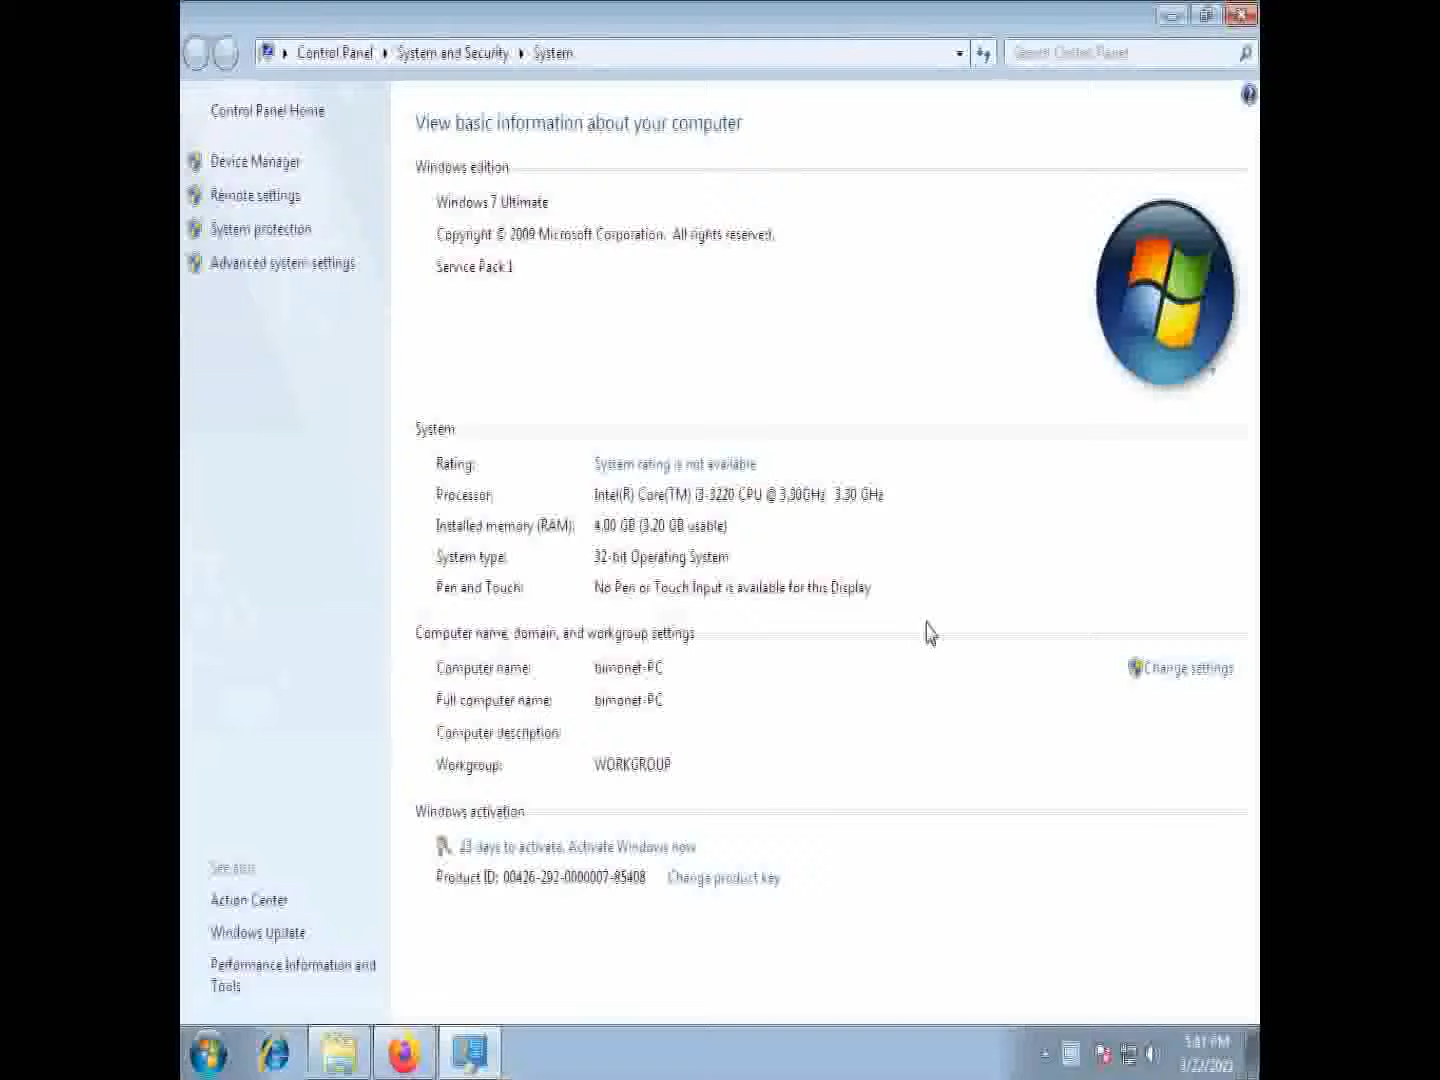 Control Panel System and Security System
Search Control Panel
Control Panel Home
Device Manager
Remote settings
System protection
Advanced system settings
View basic information about your computer
Windows edition
Windows 7 Ultimate
Copyright © 2009 Microsoft Corporation. All rights reserved.
Service Pack 1
System
Rating: System rating is not available
Processor: Intel(R) Core(TM) i3-3220 CPU @ 3.30GHz 3.30 GHz
Installed memory (RAM): 4.00 GB (3.20 GB usable)
System type: 32-bit Operating System
Pen and Touch: No Pen or Touch Input is available for this Display
Computer name, domain, and workgroup settings
Computer name: bimonet-PC
Change settings
Full computer name: bimonet-PC
Computer description:
Workgroup: WORKGROUP
Windows activation
23 days to activate. Activate Windows now
Product ID: 00426-292-0000007-85408 Change product key
See also
Action Center
Windows Update
Performance Information and
Tools